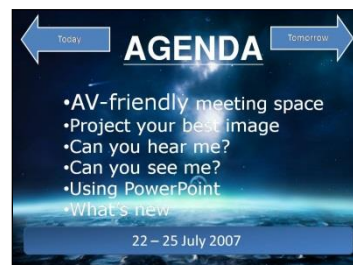 Today
Tomorrow
AGENDA
•AV-friendly meeting space
•Project your best image
•Can you hear me?
•Can you see me?
•Using PowerPoint
•What's new
22 – 25 July 2007